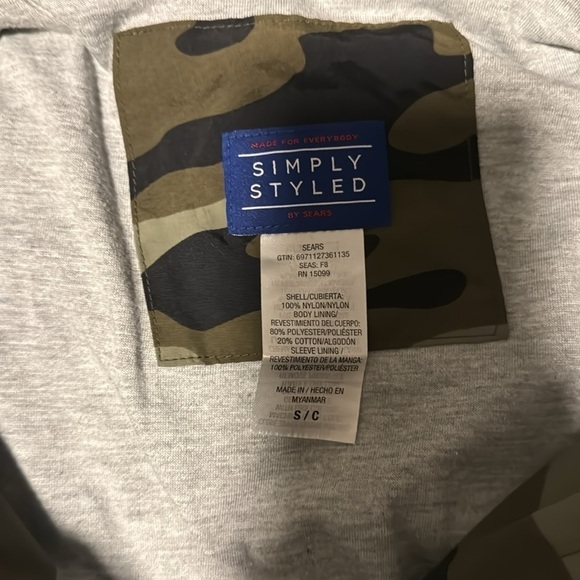 MADE FOR EVERYBODY
SIMPLY
STYLED
BY SEARS
SEARS
GTIN: 6971127361135
SEAS: F8
RN 15099
SHELL/CUBIERTA:
100% NYLON/NYLON
BODY LINING/
REVESTIMIENTO DEL CUERPO:
80% POLYESTER/POLIÉSTER
20% COTTON/ALGODÓN
SLEEVE LINING/
REVESTIMIENTO DE LA MANGA:
100% POLYESTER/POLIÉSTER
MADE IN / HECHO EN
MYANMAR
S / C